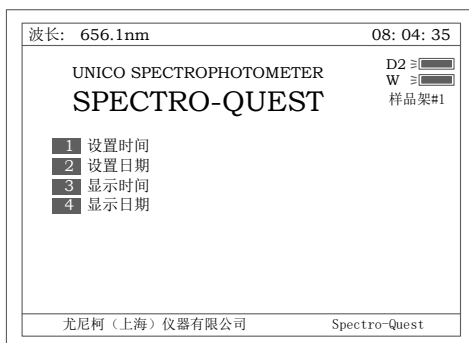 波长: 656.1nm 08: 04: 35
UNICO SPECTROPHOTOMETER D2
SPECTRO-QUEST W
样品架#1
1 设置时间
2 设置日期
3 显示时间
4 显示日期
尤尼柯（上海）仪器有限公司 Spectro-Quest